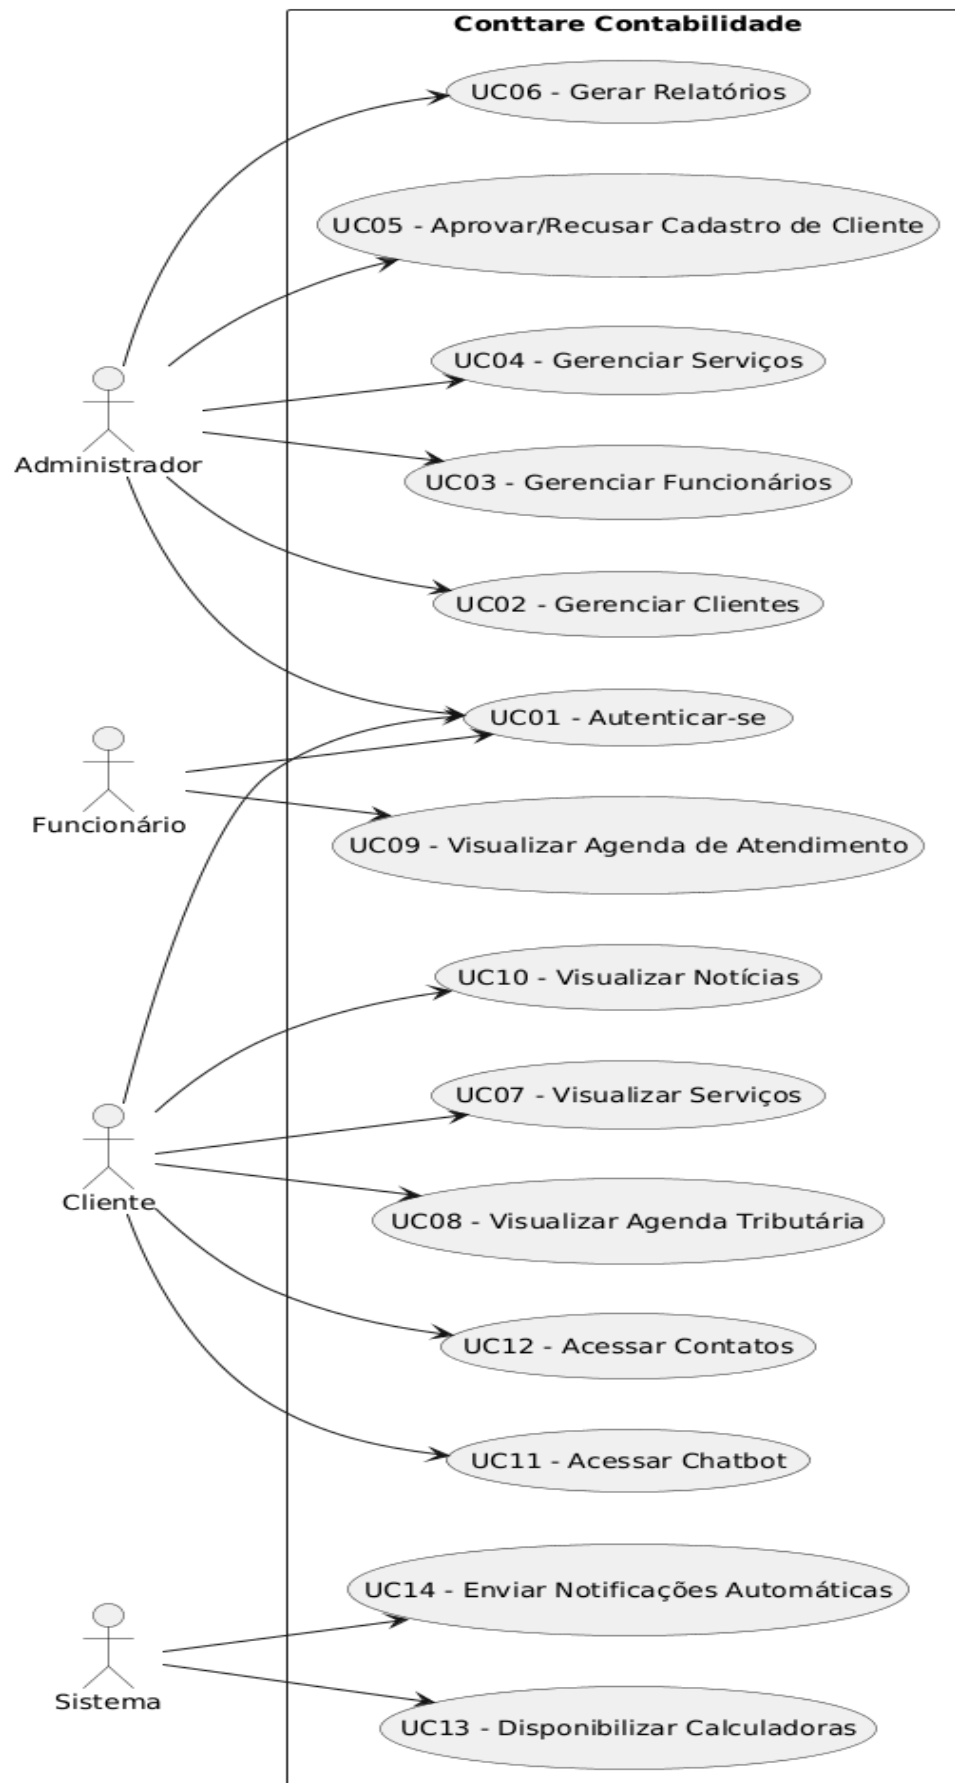 Conttare Contabilidade
UC06 - Gerar Relatórios
UC05 - Aprovar/Recusar Cadastro de Cliente
UC04 - Gerenciar Serviços
Administrador
UC03 - Gerenciar Funcionários
UC02 - Gerenciar Clientes
UC01 - Autenticar-se
Funcionário
UC09 - Visualizar Agenda de Atendimento
UC10 - Visualizar Notícias
UC07 - Visualizar Serviços
Cliente
UC08 - Visualizar Agenda Tributária
UC12 - Acessar Contatos
UC11 - Acessar Chatbot
UC14 - Enviar Notificações Automáticas
Sistema
UC13 - Disponibilizar Calculadoras